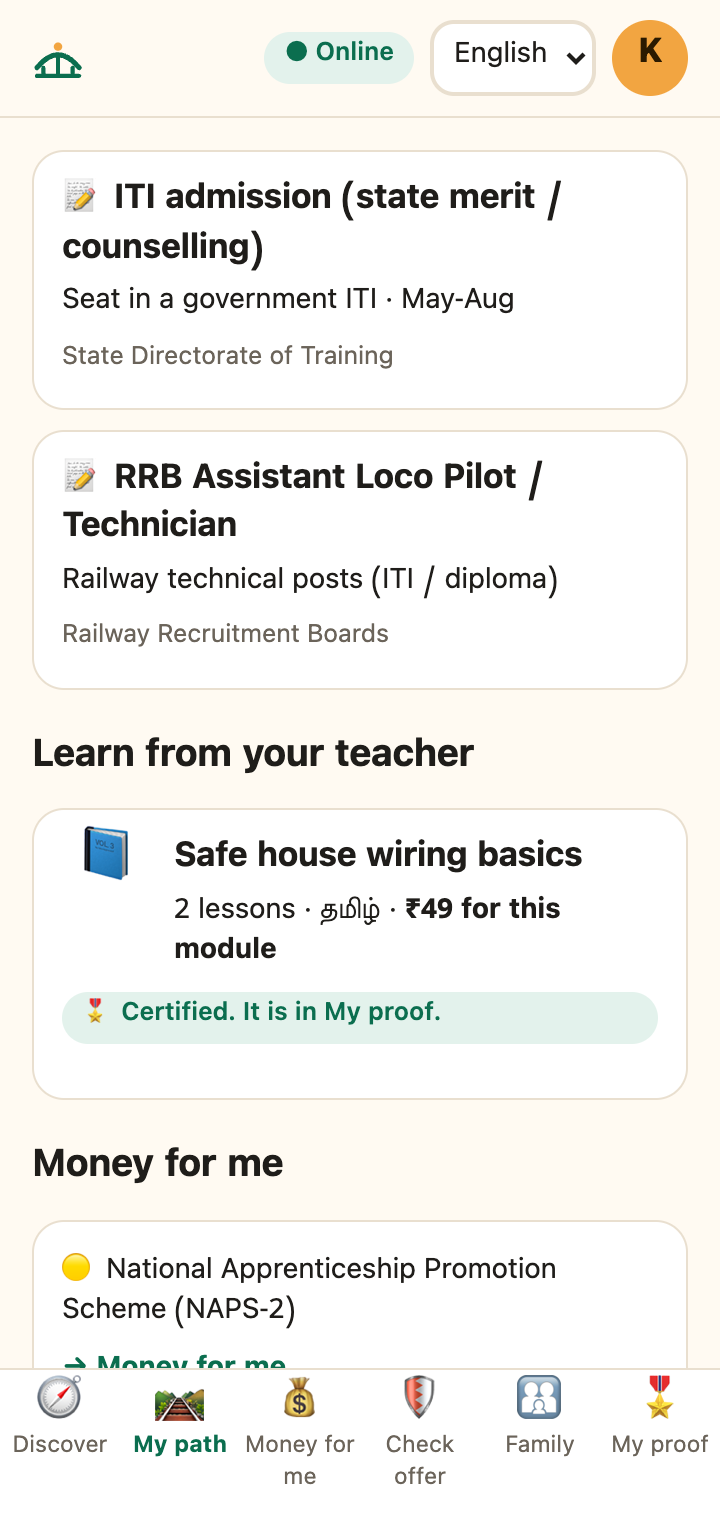 Online
English
K
ITI admission (state merit /
counselling)
Seat in a government ITI · May-Aug
State Directorate of Training
RRB Assistant Loco Pilot /
Technician
Railway technical posts (ITI / diploma)
Railway Recruitment Boards
Learn from your teacher
VOL. 3
Safe house wiring basics
2 lessons · தமிழ் · ₹49 for this
module
Certified. It is in My proof.
Money for me
National Apprenticeship Promotion
Scheme (NAPS-2)
→ Money for me
Discover
My path
Money for
me
Check
offer
Family
My proof